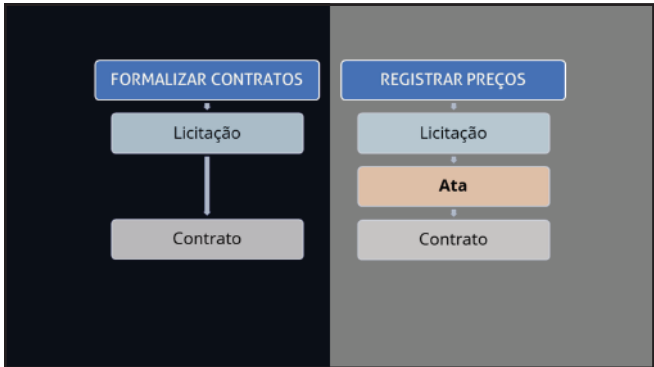 FORMALIZAR CONTRATOS
Licitação
Contrato
REGISTRAR PREÇOS
Licitação
Ata
Contrato